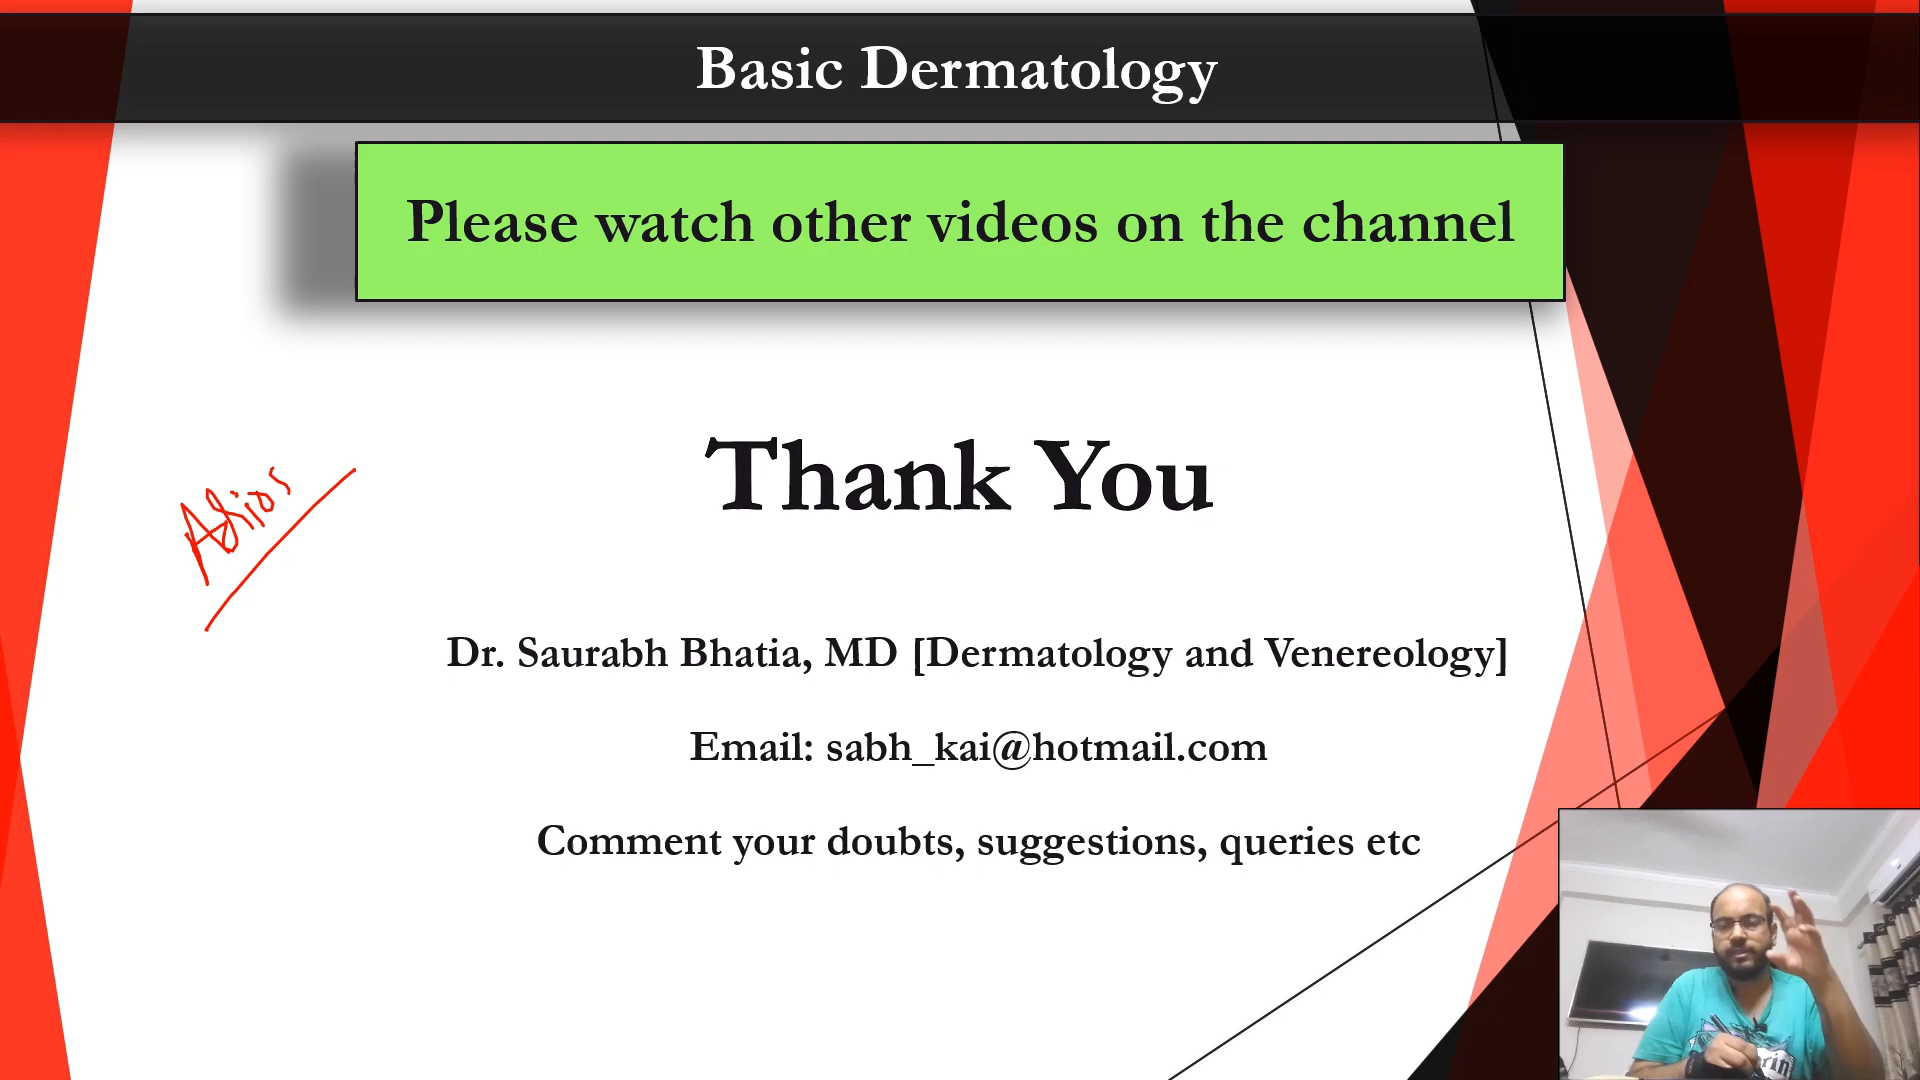 Basic Dermatology
Please watch other videos on the channel
Thank You
Adios
Dr. Saurabh Bhatia, MD [Dermatology and Venereology]
Email: sabh_kai@hotmail.com
Comment your doubts, suggestions, queries etc